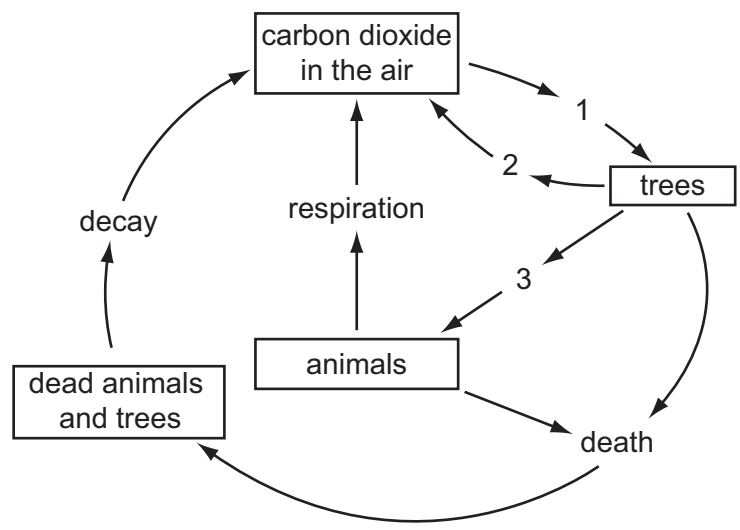 carbon dioxide
in the air
1
2
trees
respiration
decay
3
animals
dead animals
and trees
death